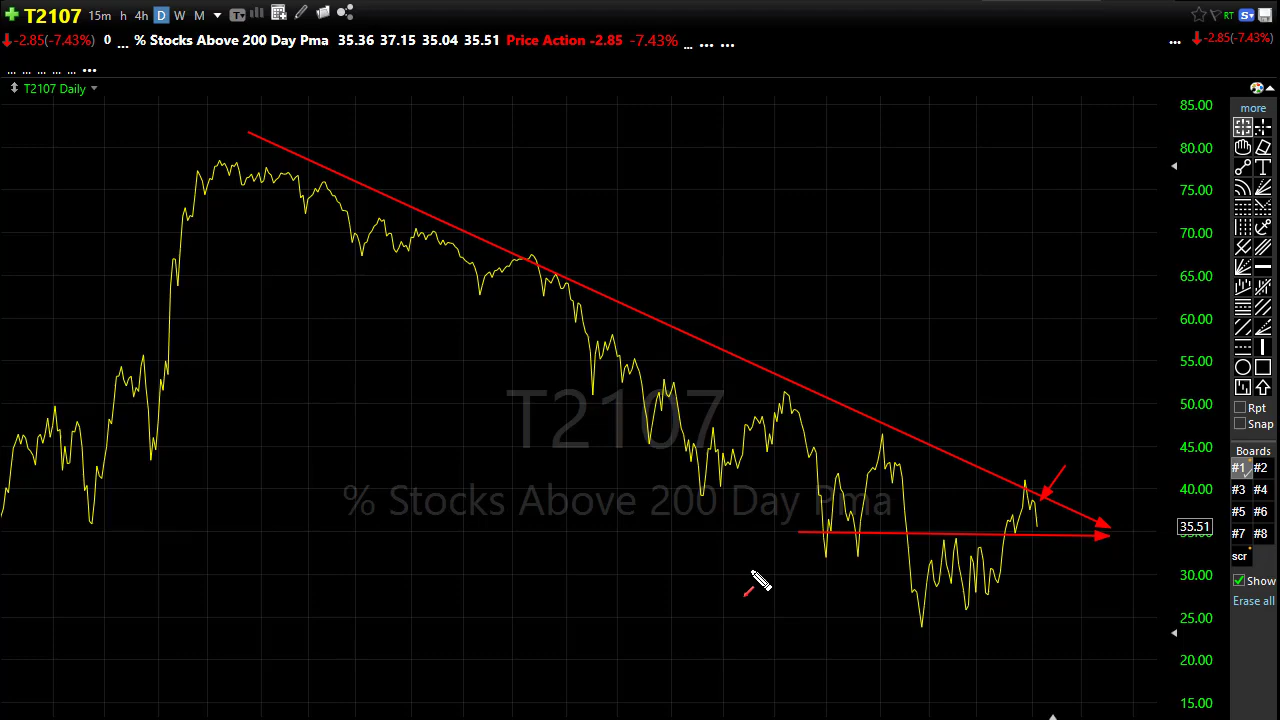 T2107 15m h 4h D W M T RT S
-2.85(-7.43%) 0 ... % Stocks Above 200 Day Pma 35.36 37.15 35.04 35.51 Price Action -2.85 -7.43% ... ... ... ... -2.85(-7.43%)
... ... ... ... ... ...
T2107 Daily
more
85.00
80.00
75.00
70.00
65.00
60.00
55.00
50.00
45.00
40.00
35.51
30.00
25.00
20.00
15.00
T2107
% Stocks Above 200 Day Pma
Rpt
Snap
Boards
#1 #2
#3 #4
#5 #6
#7 #8
scr
Show
Erase all